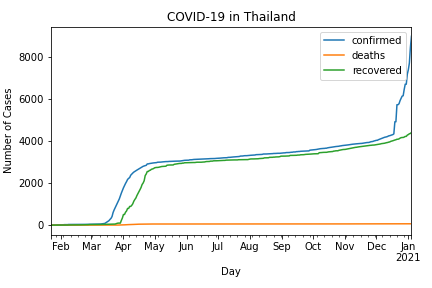 COVID-19 in Thailand
confirmed
deaths
recovered
Number of Cases
8000
6000
4000
2000
0
Feb Mar Apr May Jun Jul Aug Sep Oct Nov Dec Jan
2021
Day